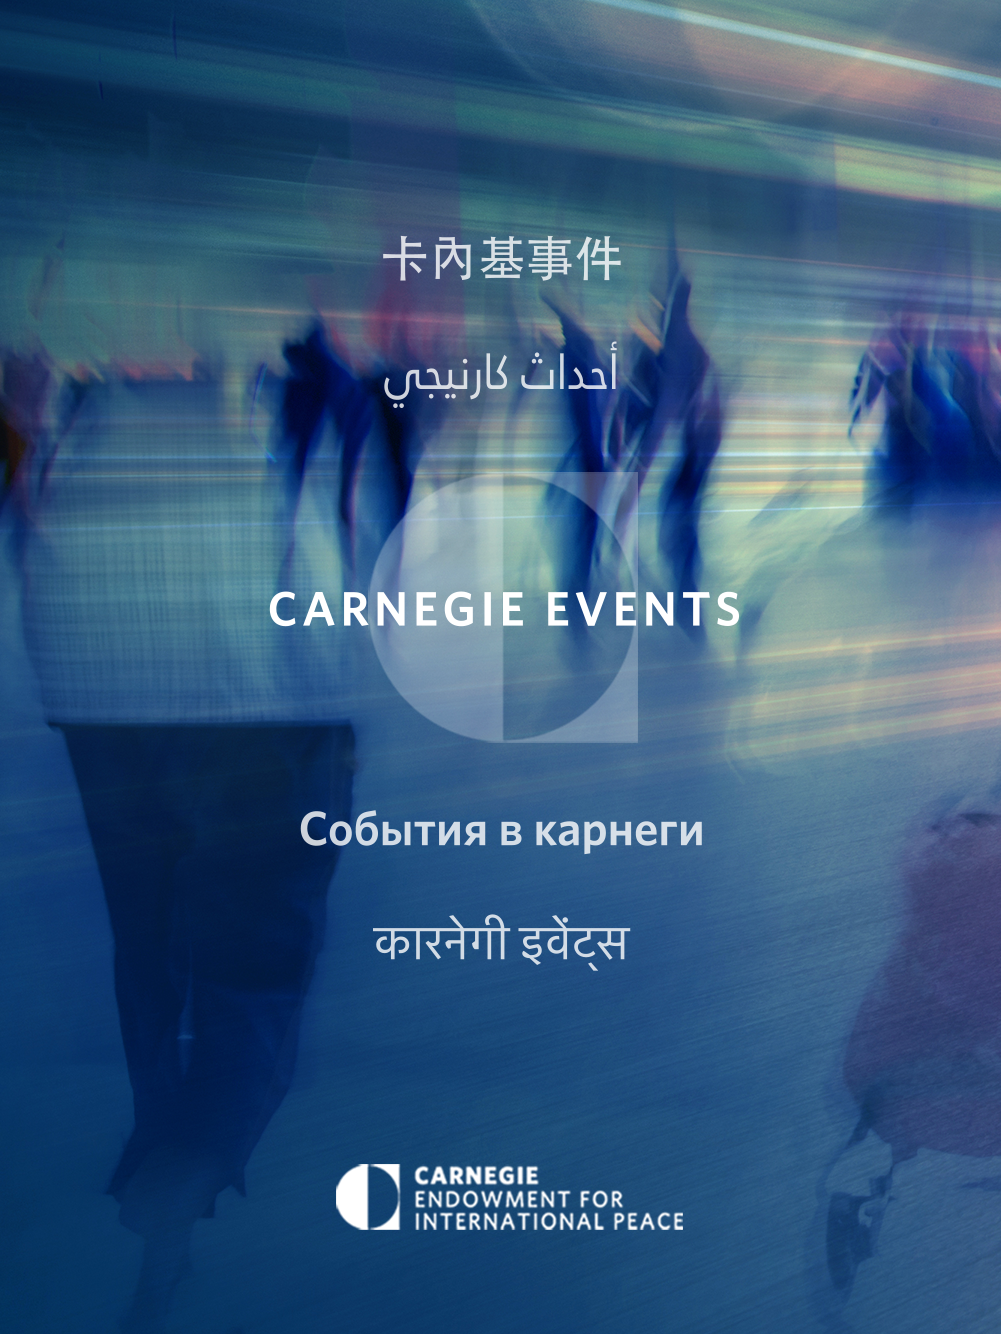 卡內基事件
أحداث كارنيجي
CARNEGIE EVENTS
События в карнеги
कारनेगी इवेंट्स
CARNEGIE
ENDOWMENT FOR
INTERNATIONAL PEACE